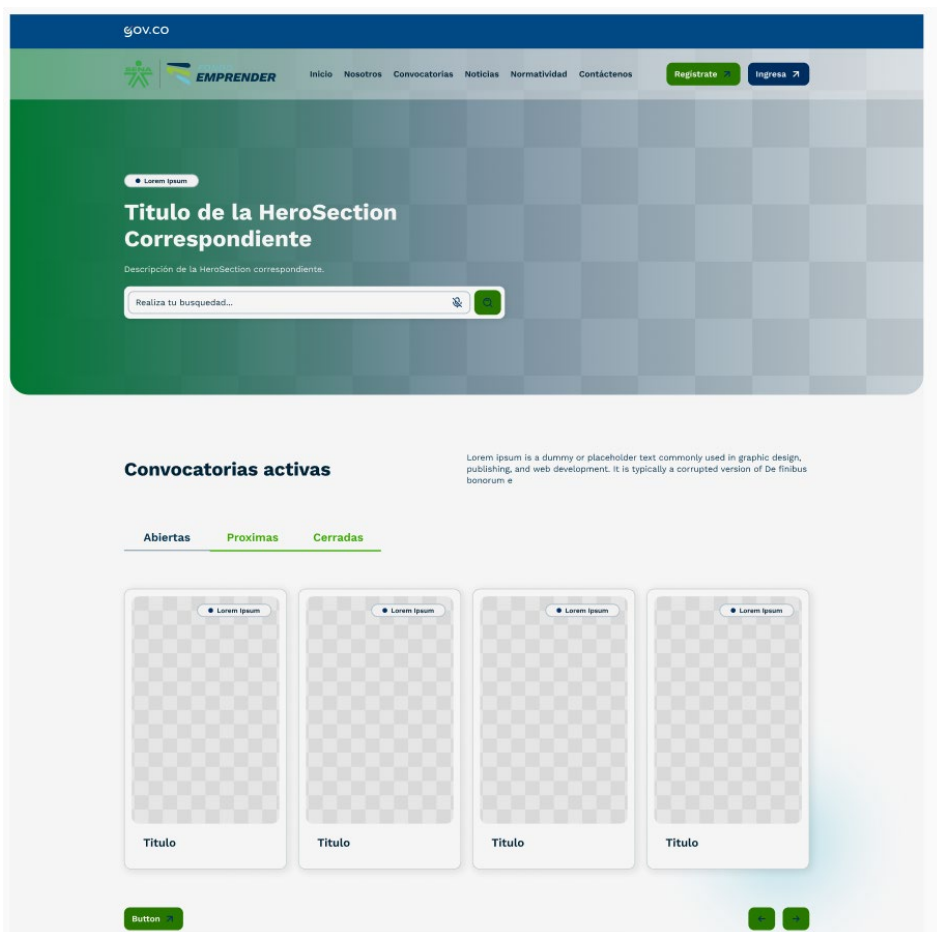 GOV.CO
SENA
EMPRENDER
Inicio Nosotros Convocatorias Noticias Normatividad Contáctenos
Regístrate Ingresa
Lorem Ipsum
Titulo de la HeroSection
Correspondiente
Descripción de la HeroSection correspondiente.
Realiza tu busquedad...
Convocatorias activas
Lorem ipsum is a dummy or placeholder text commonly used in graphic design,
publishing, and web development. It is typically a corrupted version of De finibus
bonorum e
Abiertas Proximas Cerradas
Lorem Ipsum Lorem Ipsum Lorem Ipsum Lorem Ipsum
Titulo Titulo Titulo Titulo
Button